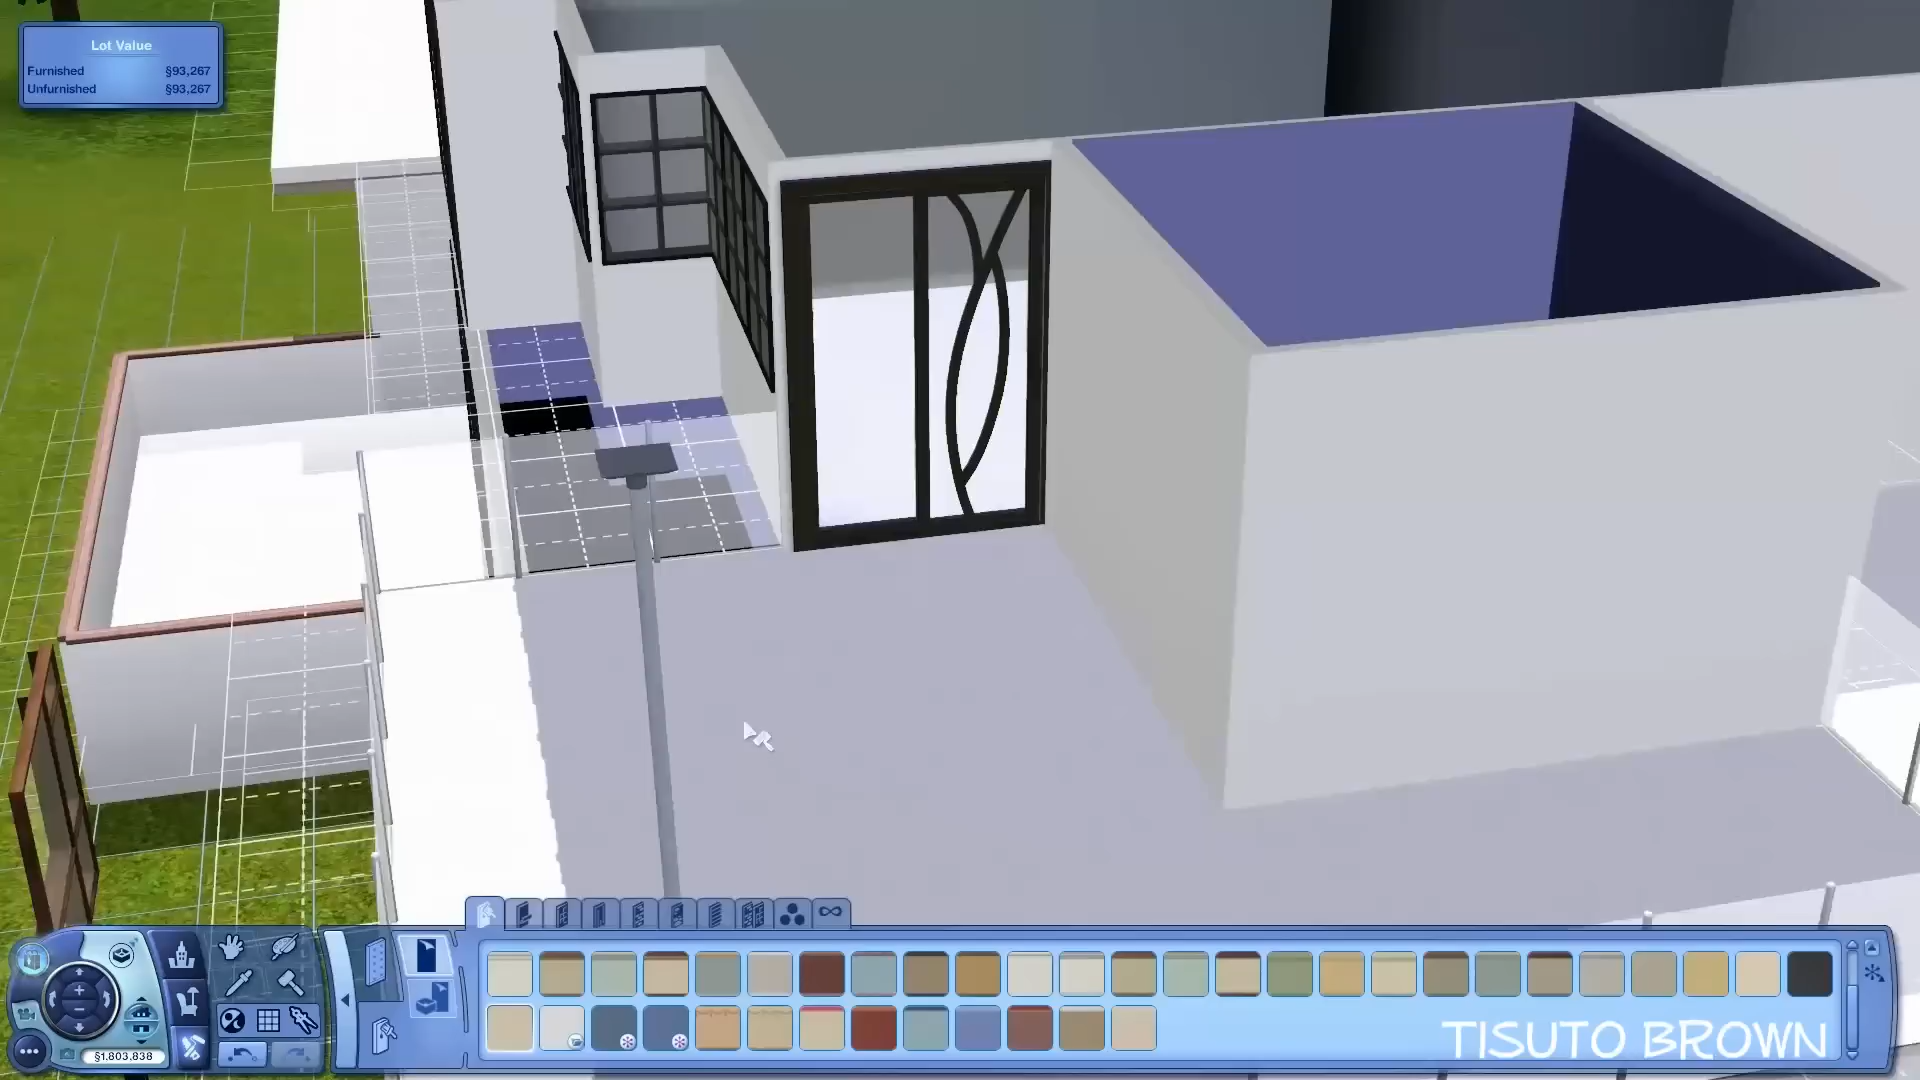 Lot Value
Furnished §93,267
Unfurnished §93,267
§1,803,838
TISUTO BROWN